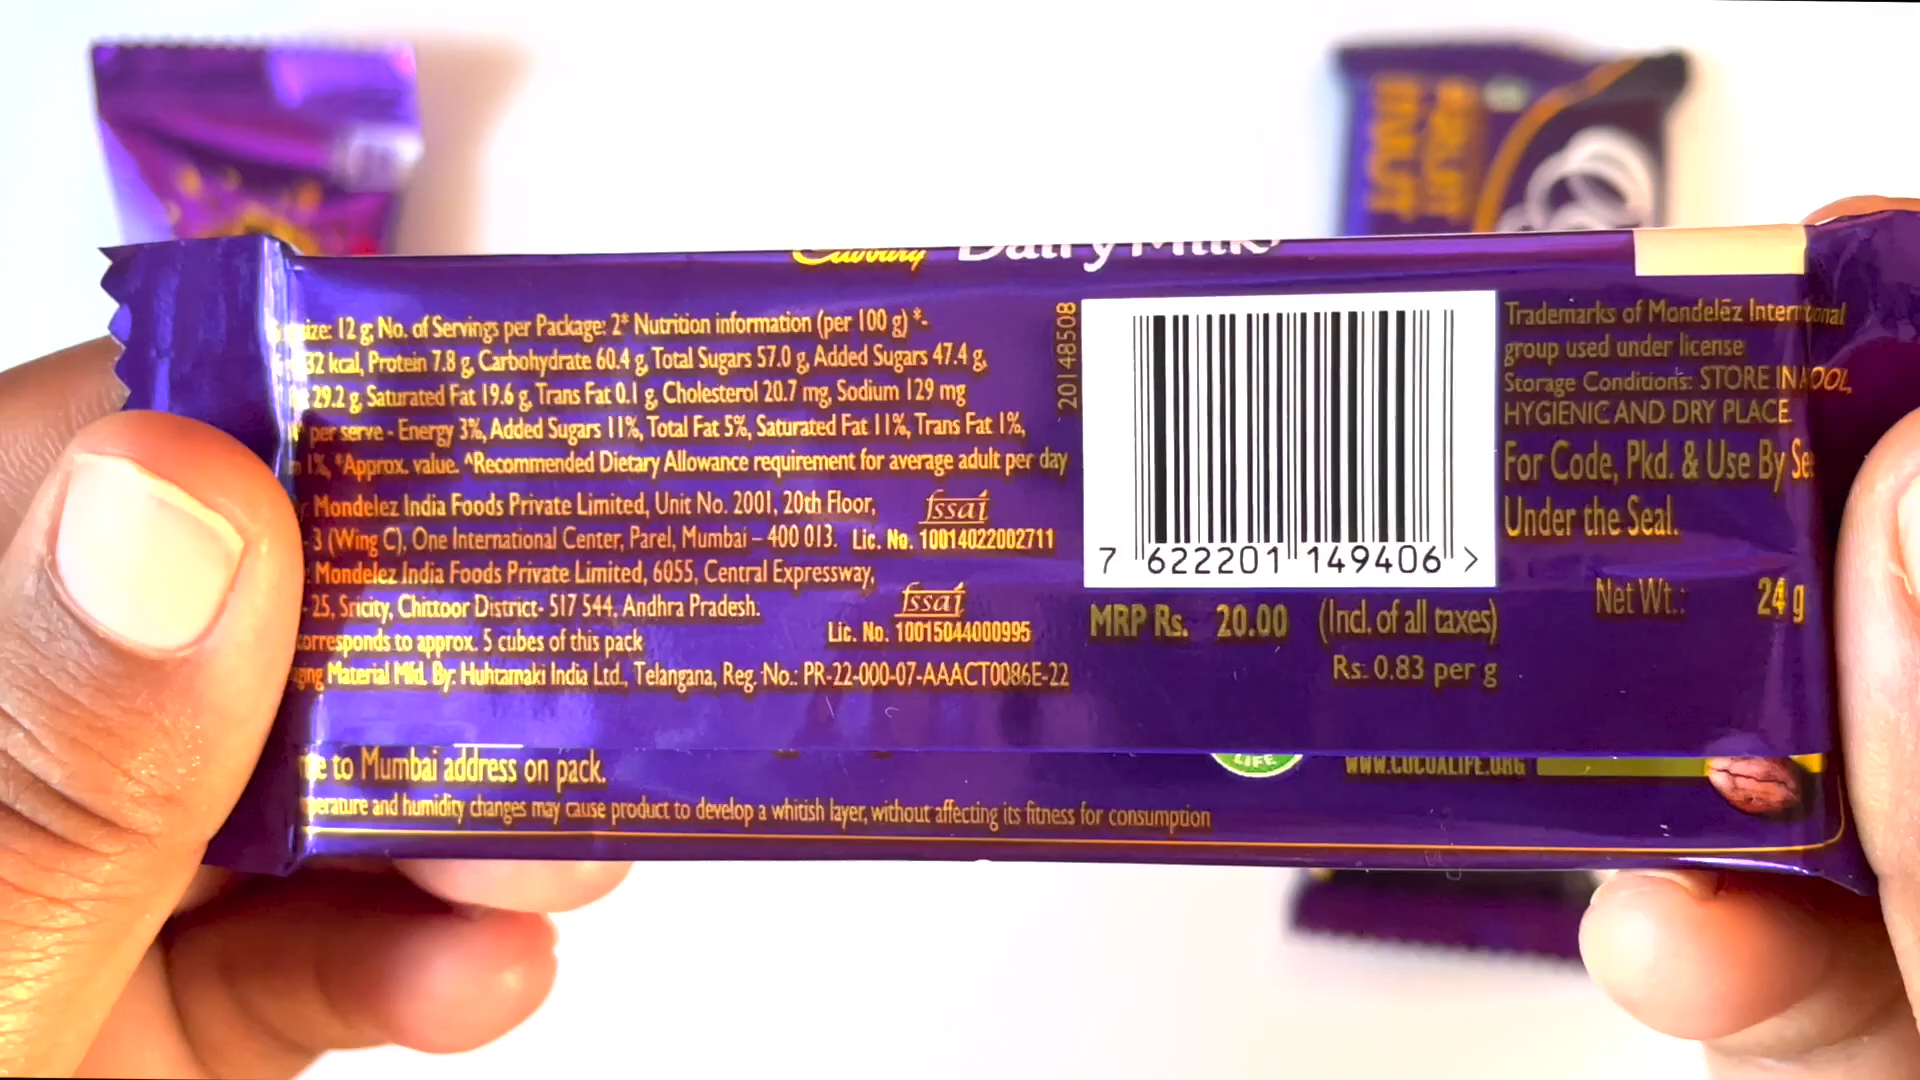 Cadbury Dairy Milk
ize: 12 g; No. of Servings per Package: 2* Nutrition information (per 100 g) *-
32 kcal, Protein 7.8 g, Carbohydrate 60.4 g, Total Sugars 57.0 g, Added Sugars 47.4 g,
29.2 g, Saturated Fat 19.6 g, Trans Fat 0.1 g, Cholesterol 20.7 mg, Sodium 129 mg
per serve - Energy 3%, Added Sugars 11%, Total Fat 5%, Saturated Fat 11%, Trans Fat 1%,
1%, *Approx. value. ^Recommended Dietary Allowance requirement for average adult per day
Mondelez India Foods Private Limited, Unit No. 2001, 20th Floor,
fssai
-3 (Wing C), One International Center, Parel, Mumbai – 400 013. Lic. No. 10014022002711
Mondelez India Foods Private Limited, 6055, Central Expressway,
fssai
- 25, Sricity, Chittoor District- 517 544. Andhra Pradesh.
Lic. No. 10015044000995
orresponds to approx. 5 cubes of this pack
ging Material Mfd. By: Huhtamaki India Ltd., Telangana, Reg. No.: PR-22-000-07-AAACT0086E-22
20148508
7 622201 149406 >
MRP Rs. 20.00 (Incl. of all taxes)
Rs. 0.83 per g
Trademarks of Mondelēz International
group used under license
Storage Conditions: STORE IN COOL,
HYGIENIC AND DRY PLACE
For Code, Pkd. & Use By Se
Under the Seal.
Net Wt.: 24 g
to Mumbai address on pack.
LIFE
WWW.COCOALIFE.ORG
perature and humidity changes may cause product to develop a whitish layer, without affecting its fitness for consumption
FRUIT
&NUT